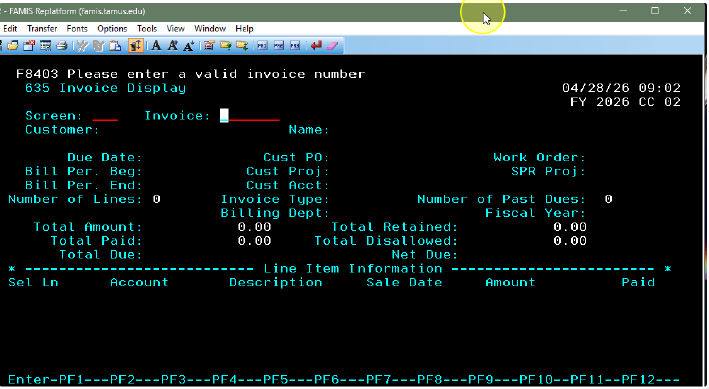 - FAMIS Replatform (famis.tamus.edu)
Edit Transfer Fonts Options Tools View Window Help
F8403 Please enter a valid invoice number
635 Invoice Display 04/28/26 09:02
FY 2026 CC 02
Screen: ____ Invoice: _______
Customer: Name:
Due Date: Cust PO: Work Order:
Bill Per. Beg: Cust Proj: SPR Proj:
Bill Per. End: Cust Acct:
Number of Lines: 0 Invoice Type: Number of Past Dues: 0
Billing Dept: Fiscal Year:
Total Amount: 0.00 Total Retained: 0.00
Total Paid: 0.00 Total Disallowed: 0.00
Total Due: Net Due:
* --------------------------- Line Item Information ------------------------ *
Sel Ln Account Description Sale Date Amount Paid
Enter-PF1---PF2---PF3---PF4---PF5---PF6---PF7---PF8---PF9---PF10--PF11--PF12---